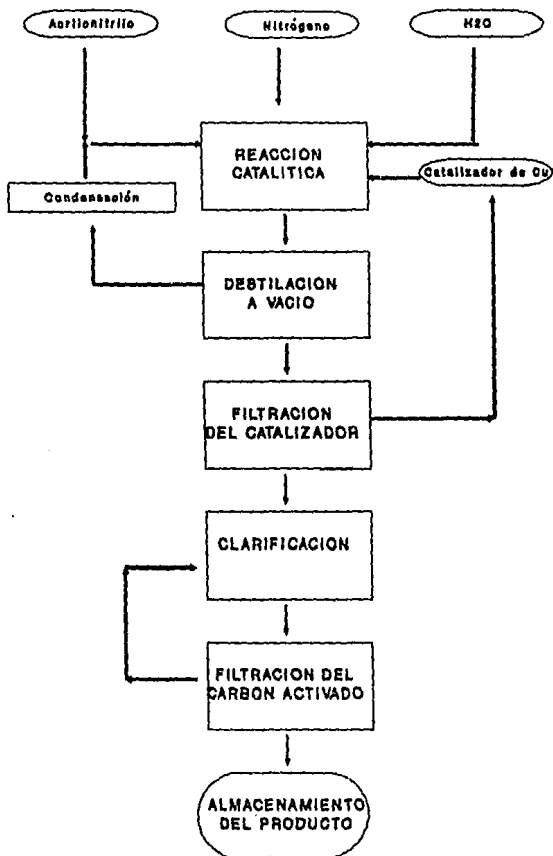 Acrilonitrilo
Nitrógeno
H2O
REACCION
CATALITICA
Catalizador de Cu
Condensación
DESTILACION
A VACIO
FILTRACION
DEL CATALIZADOR
CLARIFICACION
FILTRACION DEL
CARBON ACTIVADO
ALMACENAMIENTO
DEL PRODUCTO